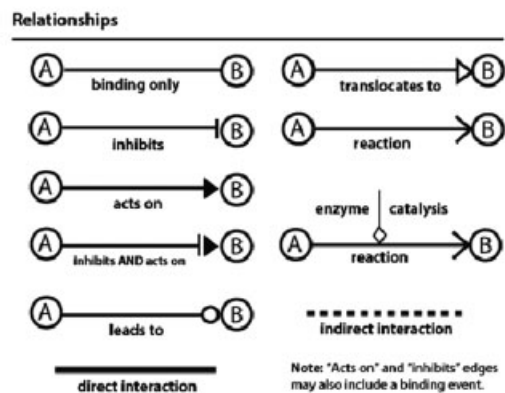 Relationships
A B
binding only
A B
inhibits
A B
acts on
A B
inhibits AND acts on
A B
leads to
direct interaction
A B
translocates to
A B
reaction
enzyme catalysis
A B
reaction
indirect interaction
Note: "Acts on" and "inhibits" edges
may also include a binding event.